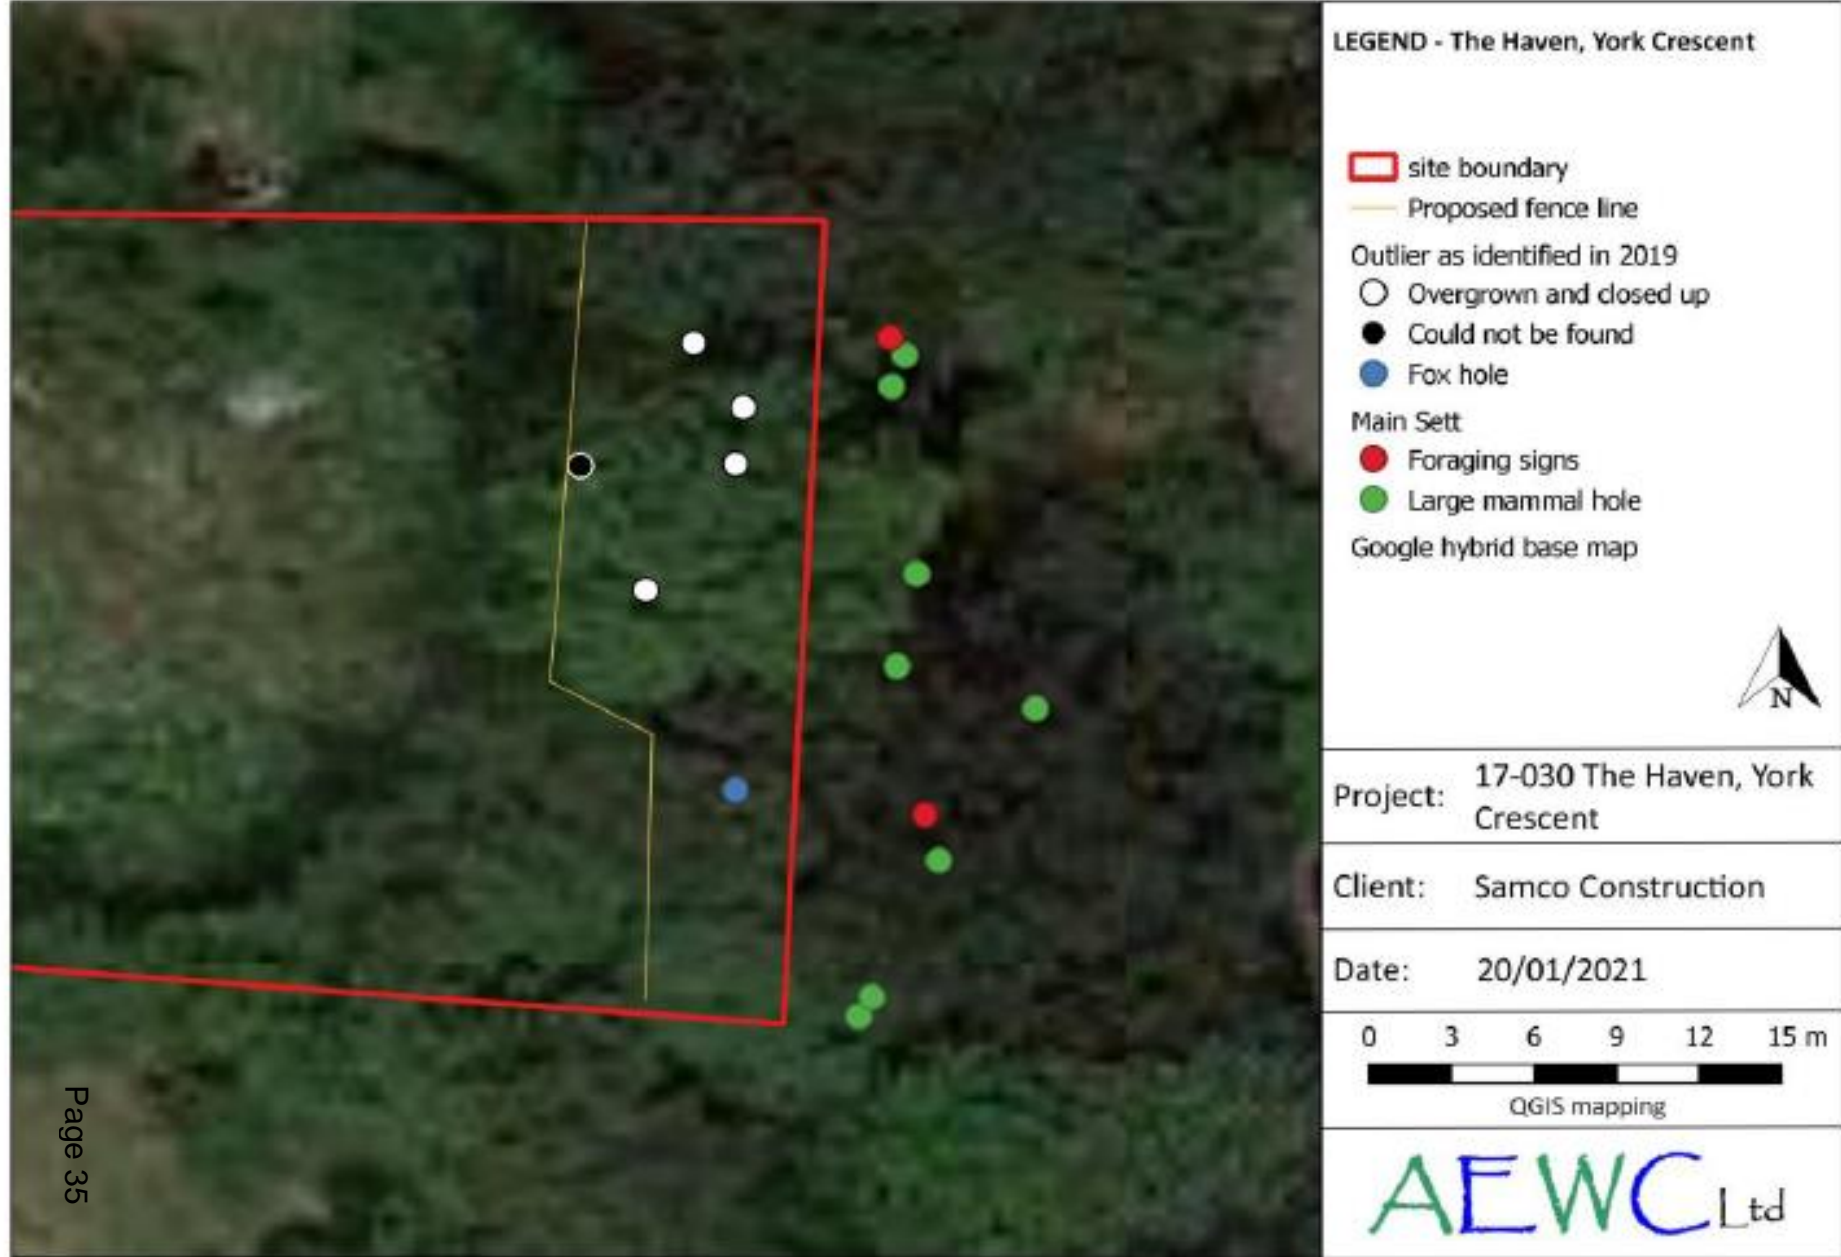 LEGEND - The Haven, York Crescent
site boundary
Proposed fence line
Outlier as identified in 2019
Overgrown and closed up
Could not be found
Fox hole
Main Sett
Foraging signs
Large mammal hole
Google hybrid base map
N
Project: 17-030 The Haven, York
Crescent
Client: Samco Construction
Date: 20/01/2021
0 3 6 9 12 15 m
QGIS mapping
AEWC Ltd
Page 35